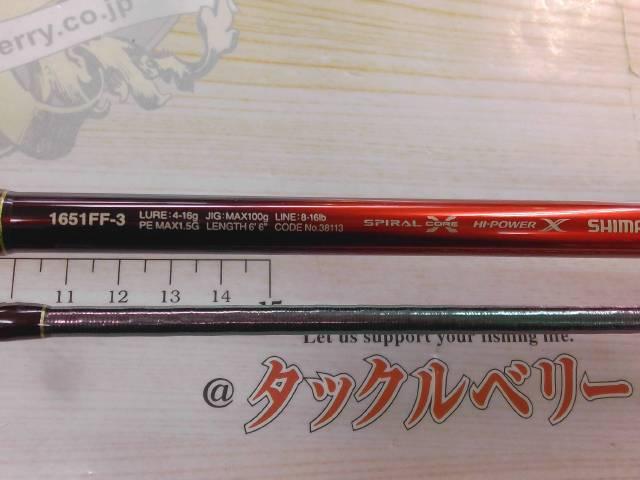 erry.co.jp
1651FF-3 LURE:4-16g JIG:MAX100g LINE:8-16lb
PE MAX1.5G LENGTH 6'6" CODE No.38113
SPIRAL X CORE HI-POWER X SHIMA
11 12 13 14 15
Let us support your fishing life.
@タックルベリー